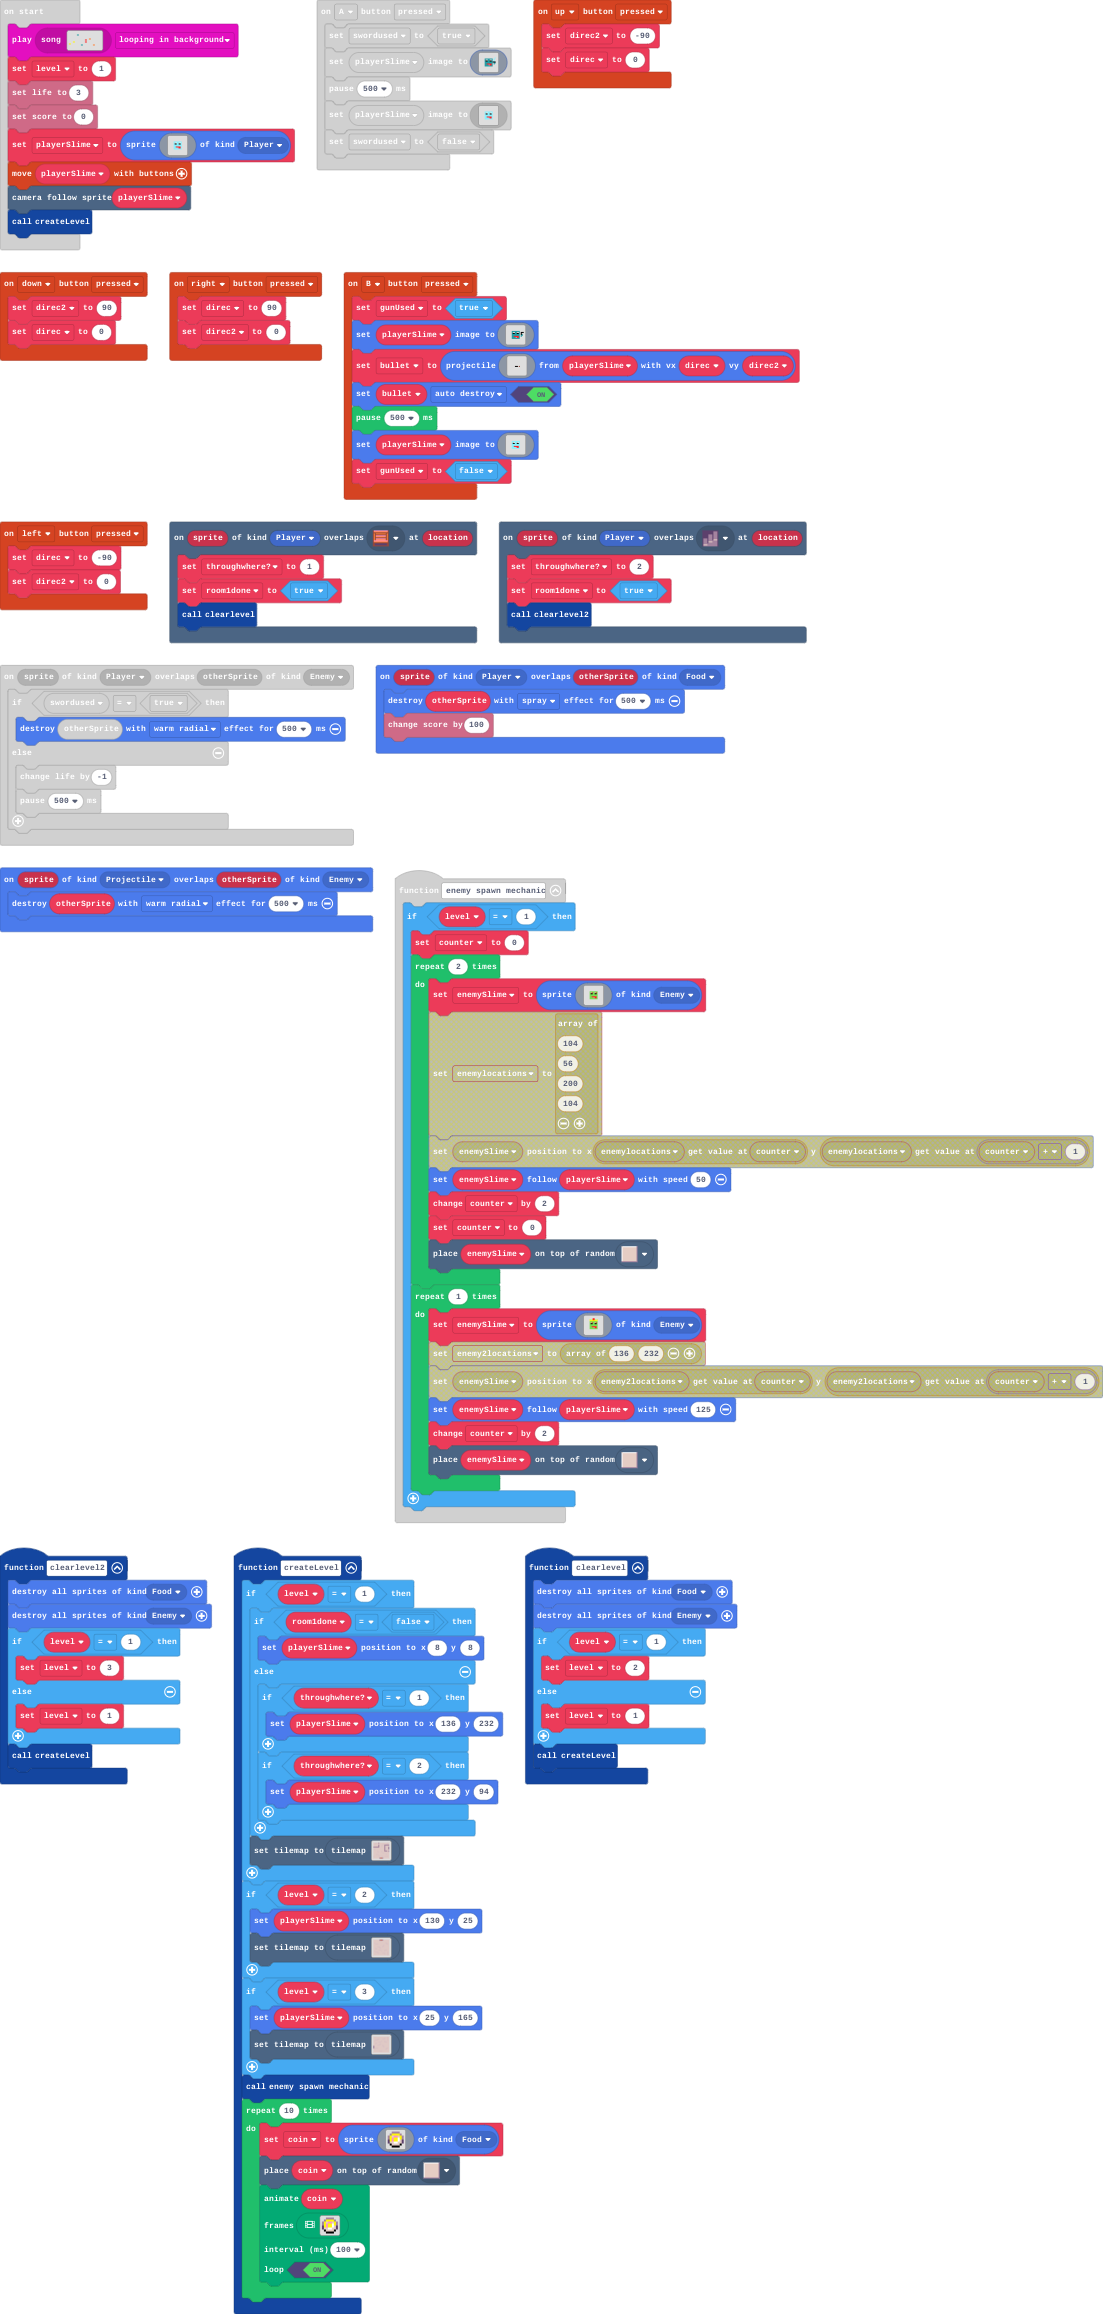 on start
play song looping in background
set level to 1
set life to 3
set score to 0
set playerSlime to sprite of kind Player
move playerSlime with buttons
camera follow sprite playerSlime
call createLevel
on A button pressed
set swordused to true
set playerSlime image to
pause 500 ms
set playerSlime image to
set swordused to false
on up button pressed
set direc2 to -90
set direc to 0
on down button pressed
set direc2 to 90
set direc to 0
on right button pressed
set direc to 90
set direc2 to 0
on B button pressed
set gunUsed to true
set playerSlime image to
set bullet to projectile from playerSlime with vx direc vy direc2
set bullet auto destroy ON
pause 500 ms
set playerSlime image to
set gunUsed to false
on left button pressed
set direc to -90
set direc2 to 0
on sprite of kind Player overlaps at location
set throughwhere? to 1
set room1done to true
call clearlevel
on sprite of kind Player overlaps at location
set throughwhere? to 2
set room1done to true
call clearlevel2
on sprite of kind Player overlaps otherSprite of kind Enemy
if swordused = true then
destroy otherSprite with warm radial effect for 500 ms
else
change life by -1
pause 500 ms
on sprite of kind Player overlaps otherSprite of kind Food
destroy otherSprite with spray effect for 500 ms
change score by 100
on sprite of kind Projectile overlaps otherSprite of kind Enemy
destroy otherSprite with warm radial effect for 500 ms
function enemy spawn mechanic
if level = 1 then
set counter to 0
repeat 2 times
do
set enemySlime to sprite of kind Enemy
set enemylocations to array of
104
56
200
104
set enemySlime position to x enemylocations get value at counter y enemylocations get value at counter + 1
set enemySlime follow playerSlime with speed 50
change counter by 2
set counter to 0
place enemySlime on top of random
repeat 1 times
do
set enemySlime to sprite of kind Enemy
set enemy2locations to array of 136 232
set enemySlime position to x enemy2locations get value at counter y enemy2locations get value at counter + 1
set enemySlime follow playerSlime with speed 125
change counter by 2
place enemySlime on top of random
function clearlevel2
destroy all sprites of kind Food
destroy all sprites of kind Enemy
if level = 1 then
set level to 3
else
set level to 1
call createLevel
function createLevel
if level = 1 then
if room1done = false then
set playerSlime position to x 8 y 8
else
if throughwhere? = 1 then
set playerSlime position to x 136 y 232
if throughwhere? = 2 then
set playerSlime position to x 232 y 94
set tilemap to tilemap
if level = 2 then
set playerSlime position to x 130 y 25
set tilemap to tilemap
if level = 3 then
set playerSlime position to x 25 y 165
set tilemap to tilemap
call enemy spawn mechanic
repeat 10 times
do
set coin to sprite of kind Food
place coin on top of random
animate coin
frames
interval (ms) 100
loop ON
function clearlevel
destroy all sprites of kind Food
destroy all sprites of kind Enemy
if level = 1 then
set level to 2
else
set level to 1
call createLevel